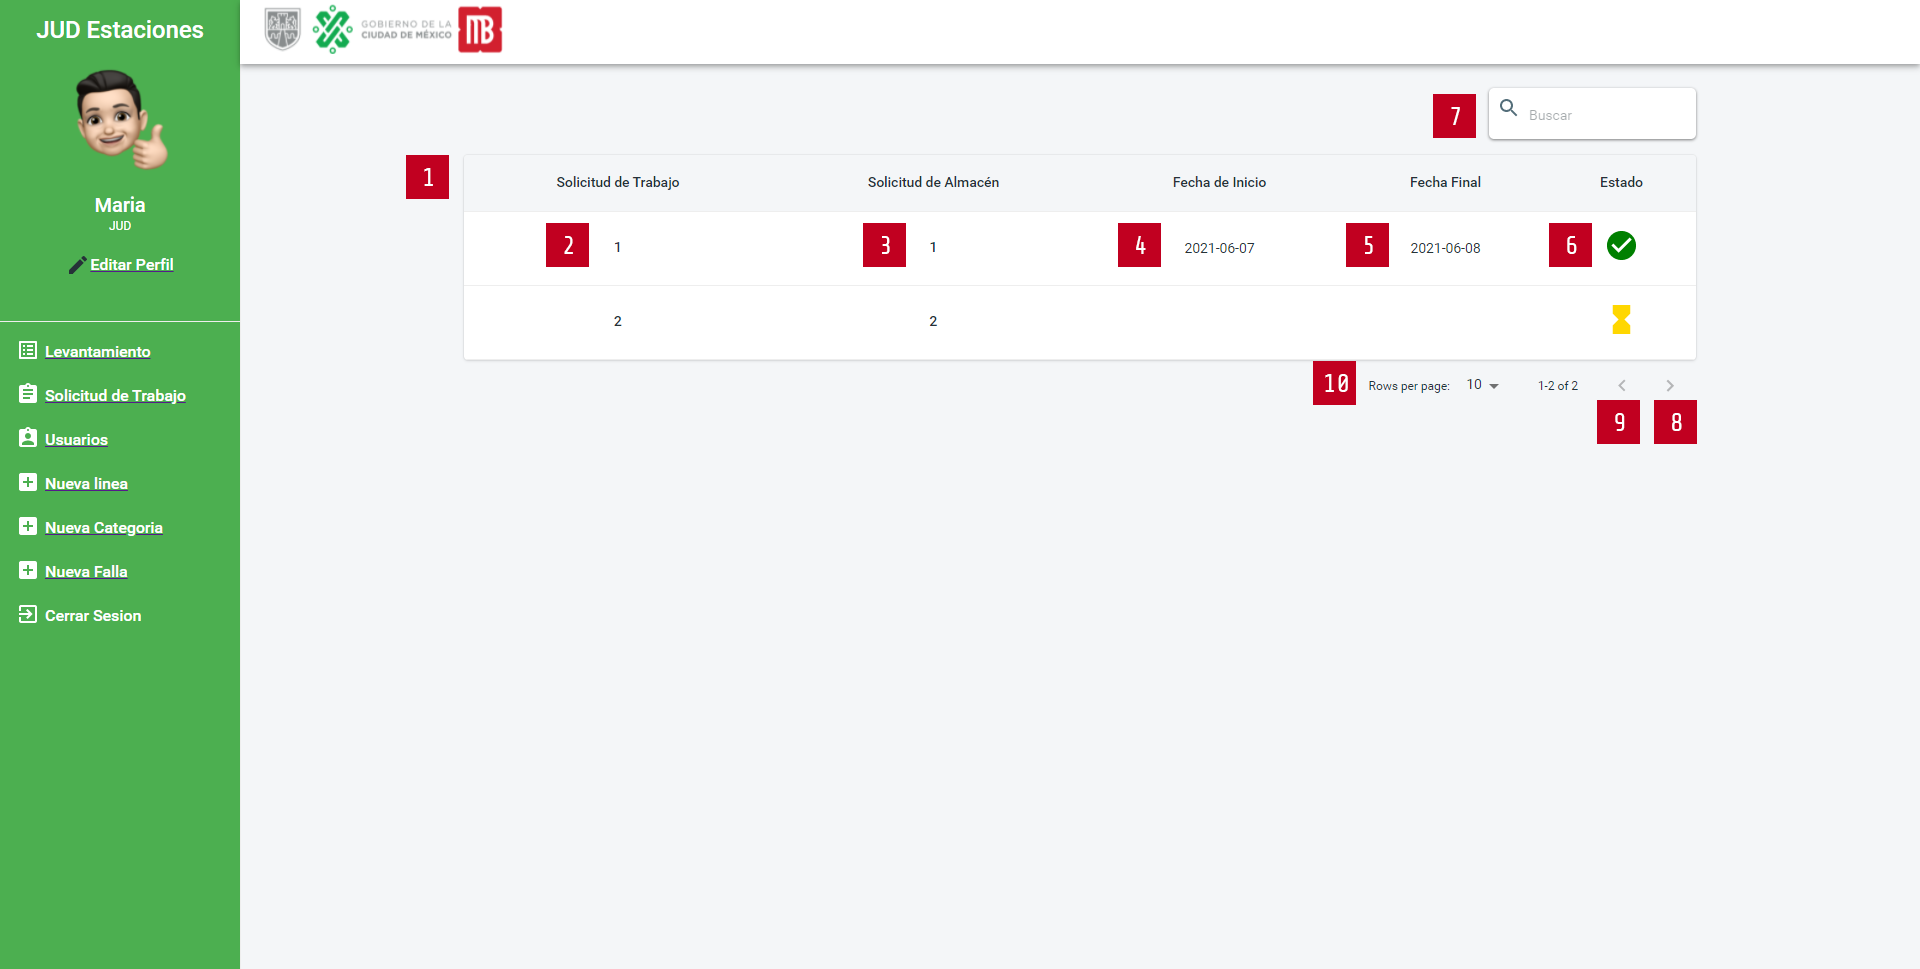 JUD Estaciones
Maria
JUD
Editar Perfil
Levantamiento
Solicitud de Trabajo
Usuarios
Nueva linea
Nueva Categoria
Nueva Falla
Cerrar Sesion
GOBIERNO DE LA
CIUDAD DE MÉXICO
MB
7
Buscar
1
Solicitud de Trabajo Solicitud de Almacén Fecha de Inicio Fecha Final Estado
2 1 3 1 4 2021-06-07 5 2021-06-08 6
2 2
10 Rows per page: 10 1-2 of 2
9 8